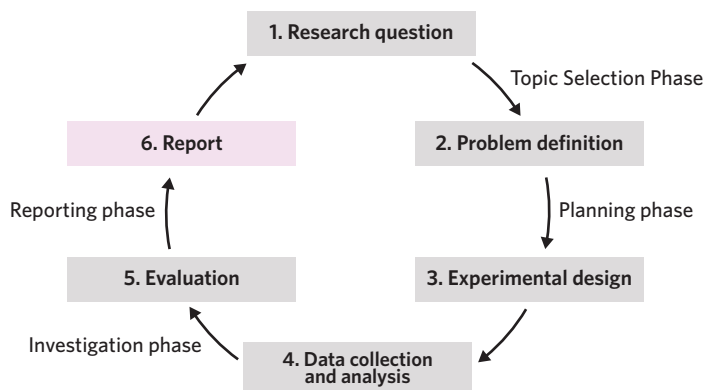 1. Research question
Topic Selection Phase
2. Problem definition
Planning phase
3. Experimental design
4. Data collection
and analysis
Investigation phase
5. Evaluation
Reporting phase
6. Report